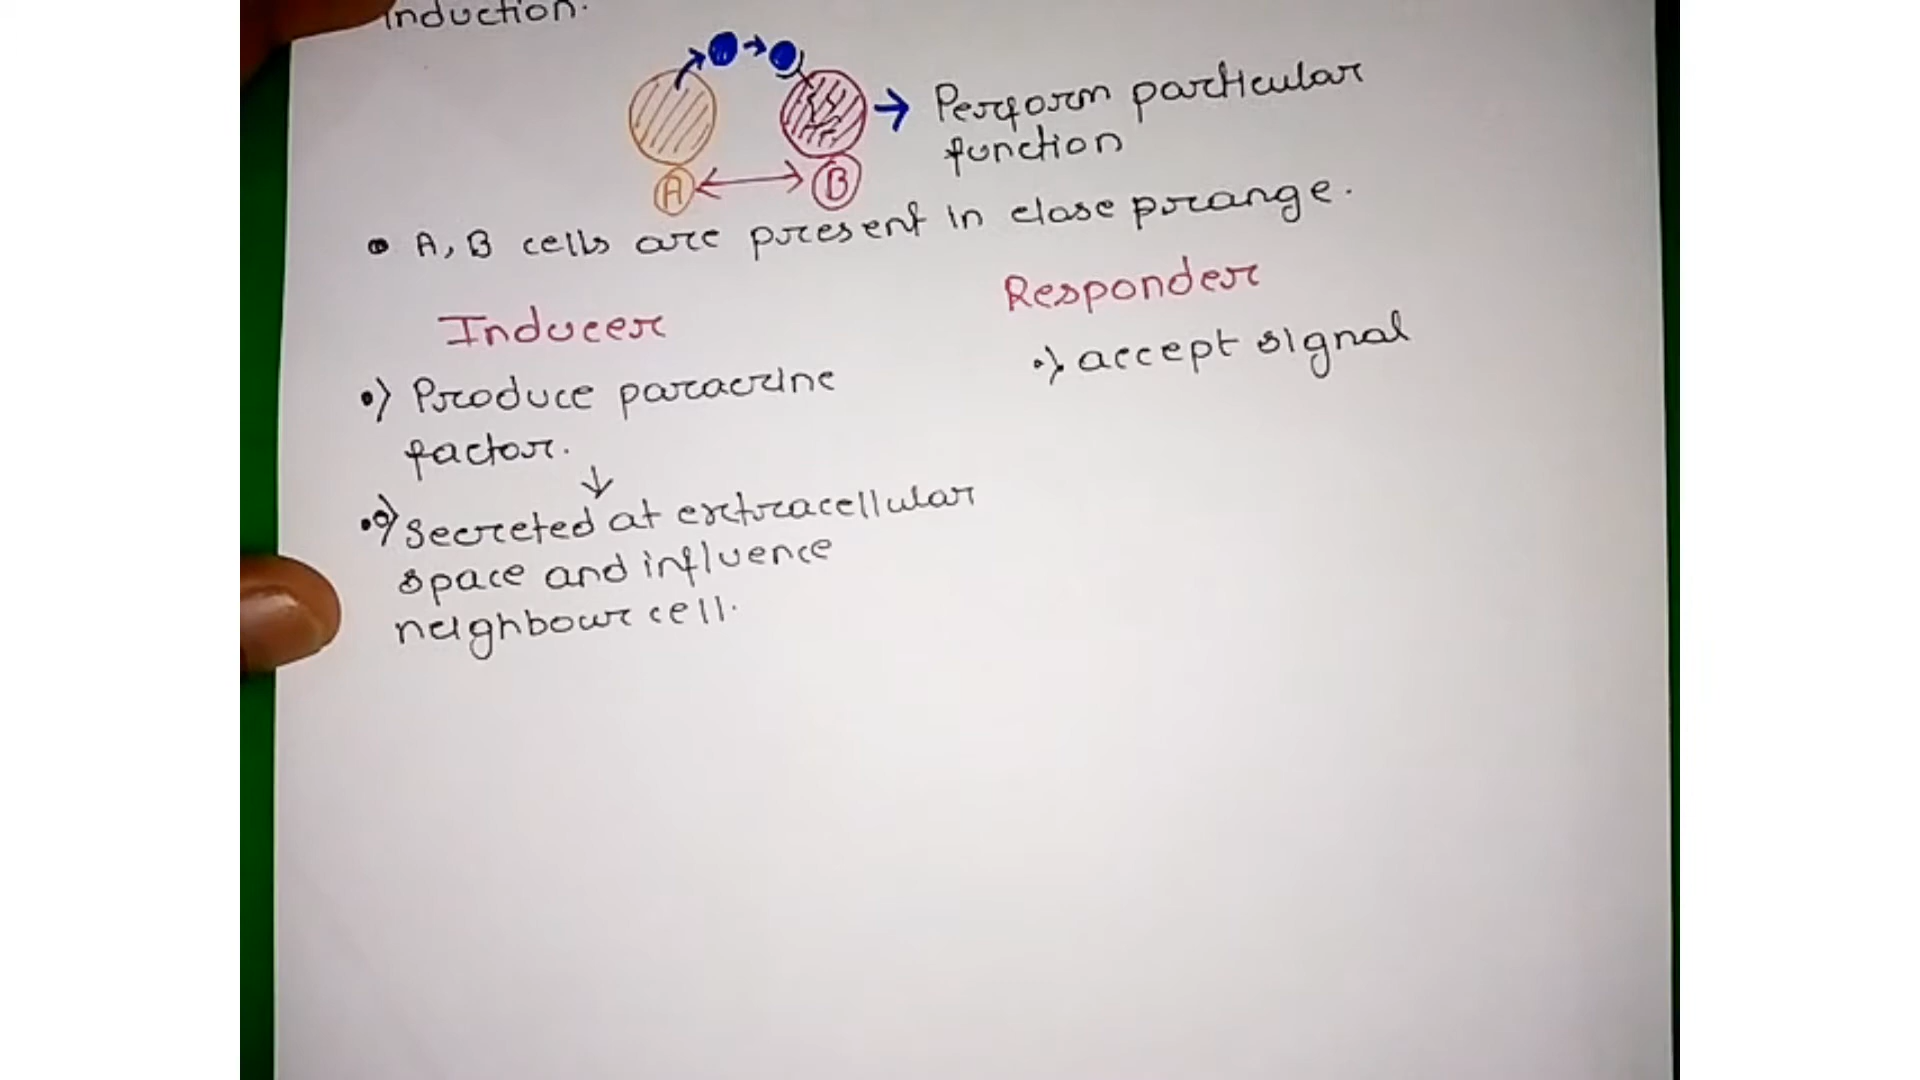 induction.
Perform particular
function
A B
• A, B cells are present in close prange.
Inducer
Responder
•) Produce paracrine
factor.
•) accept signal
•) Secreted at extracellular
space and influence
neighbour cell.